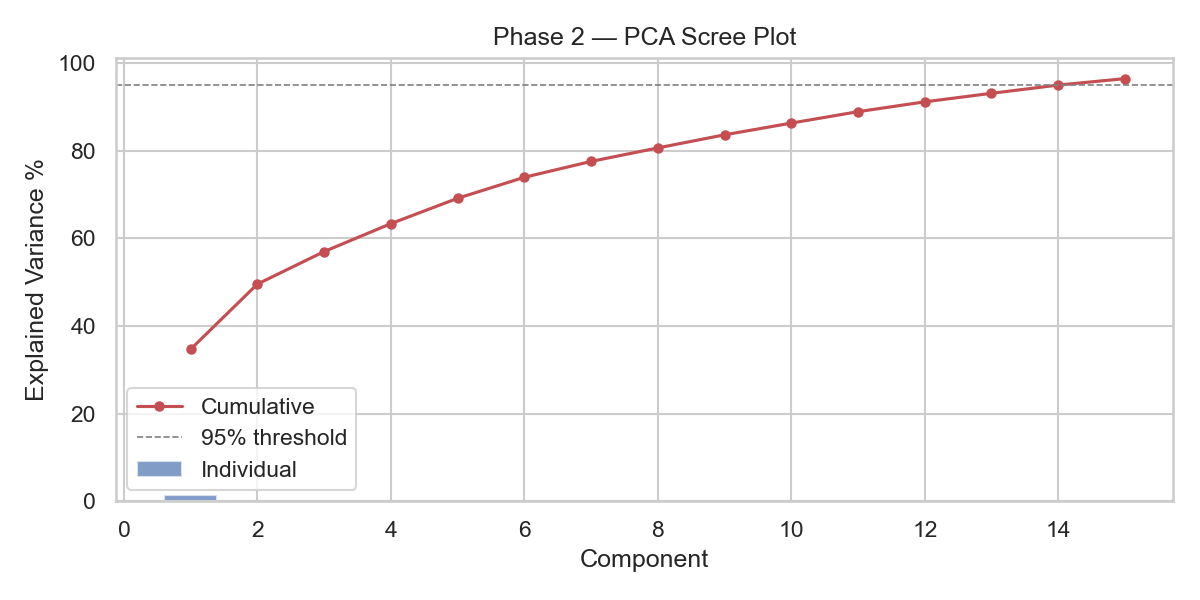 Phase 2 — PCA Scree Plot
Explained Variance %
100
80
60
40
20
0
Cumulative
95% threshold
Individual
0 2 4 6 8 10 12 14
Component